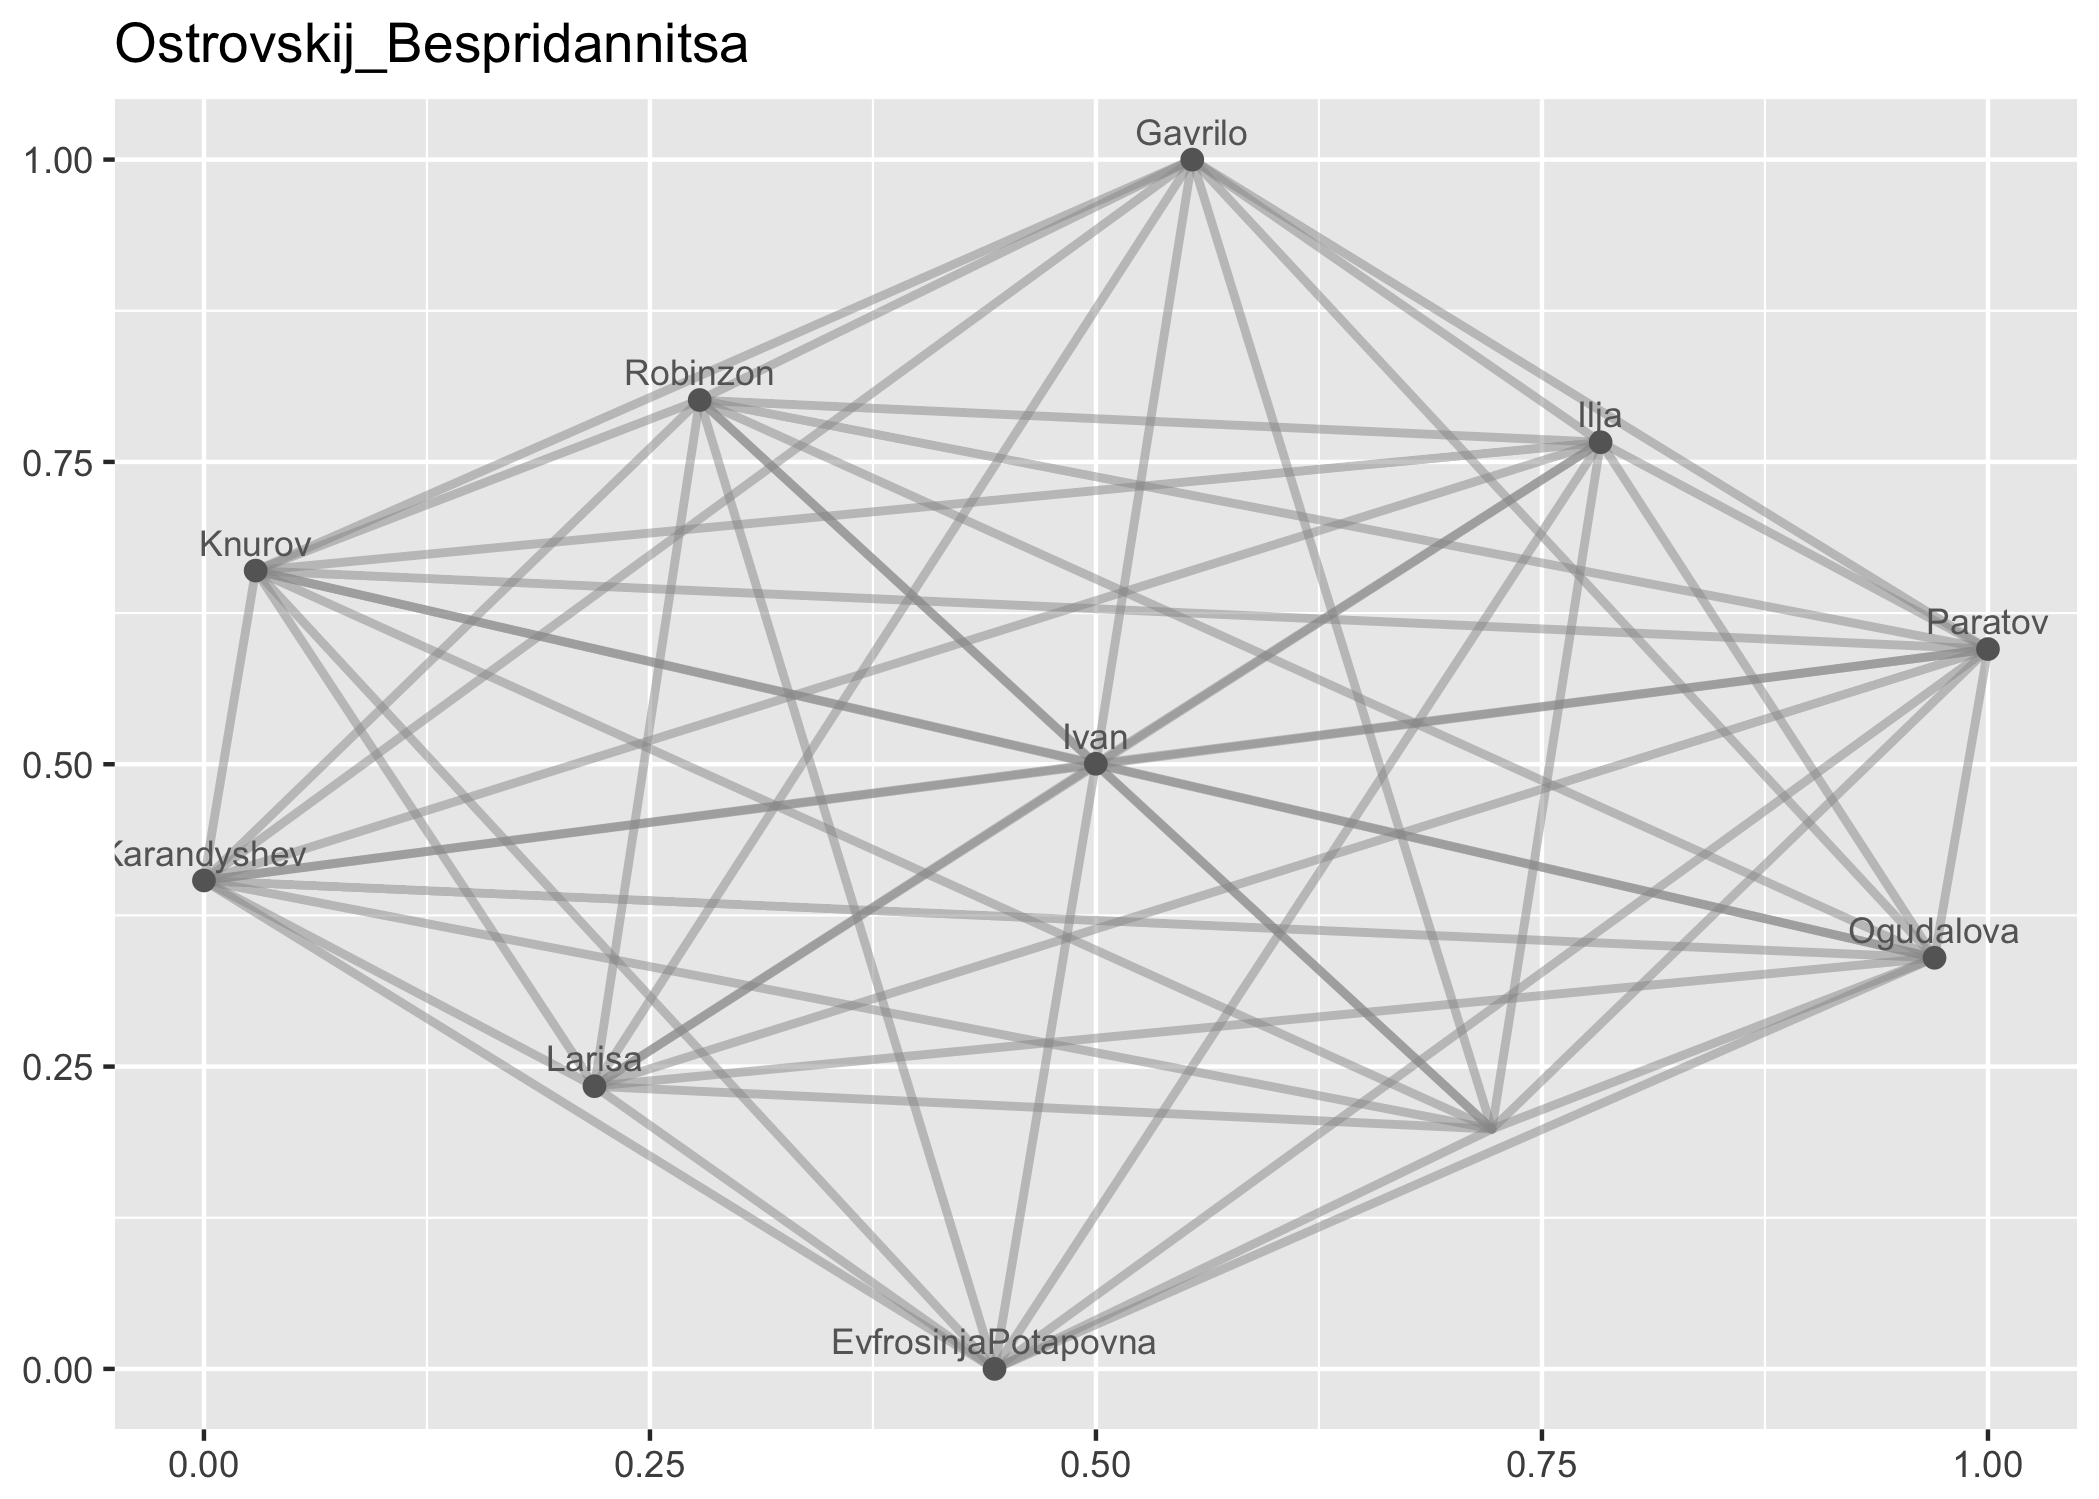 Ostrovskij_Bespridannitsa
Gavrilo
1.00
Robinzon
Ilja
0.75
Knurov
Paratov
Ivan
0.50
Karandyshev
Ogudalova
Larisa
0.25
EvfrosinjaPotapovna
0.00
0.00 0.25 0.50 0.75 1.00